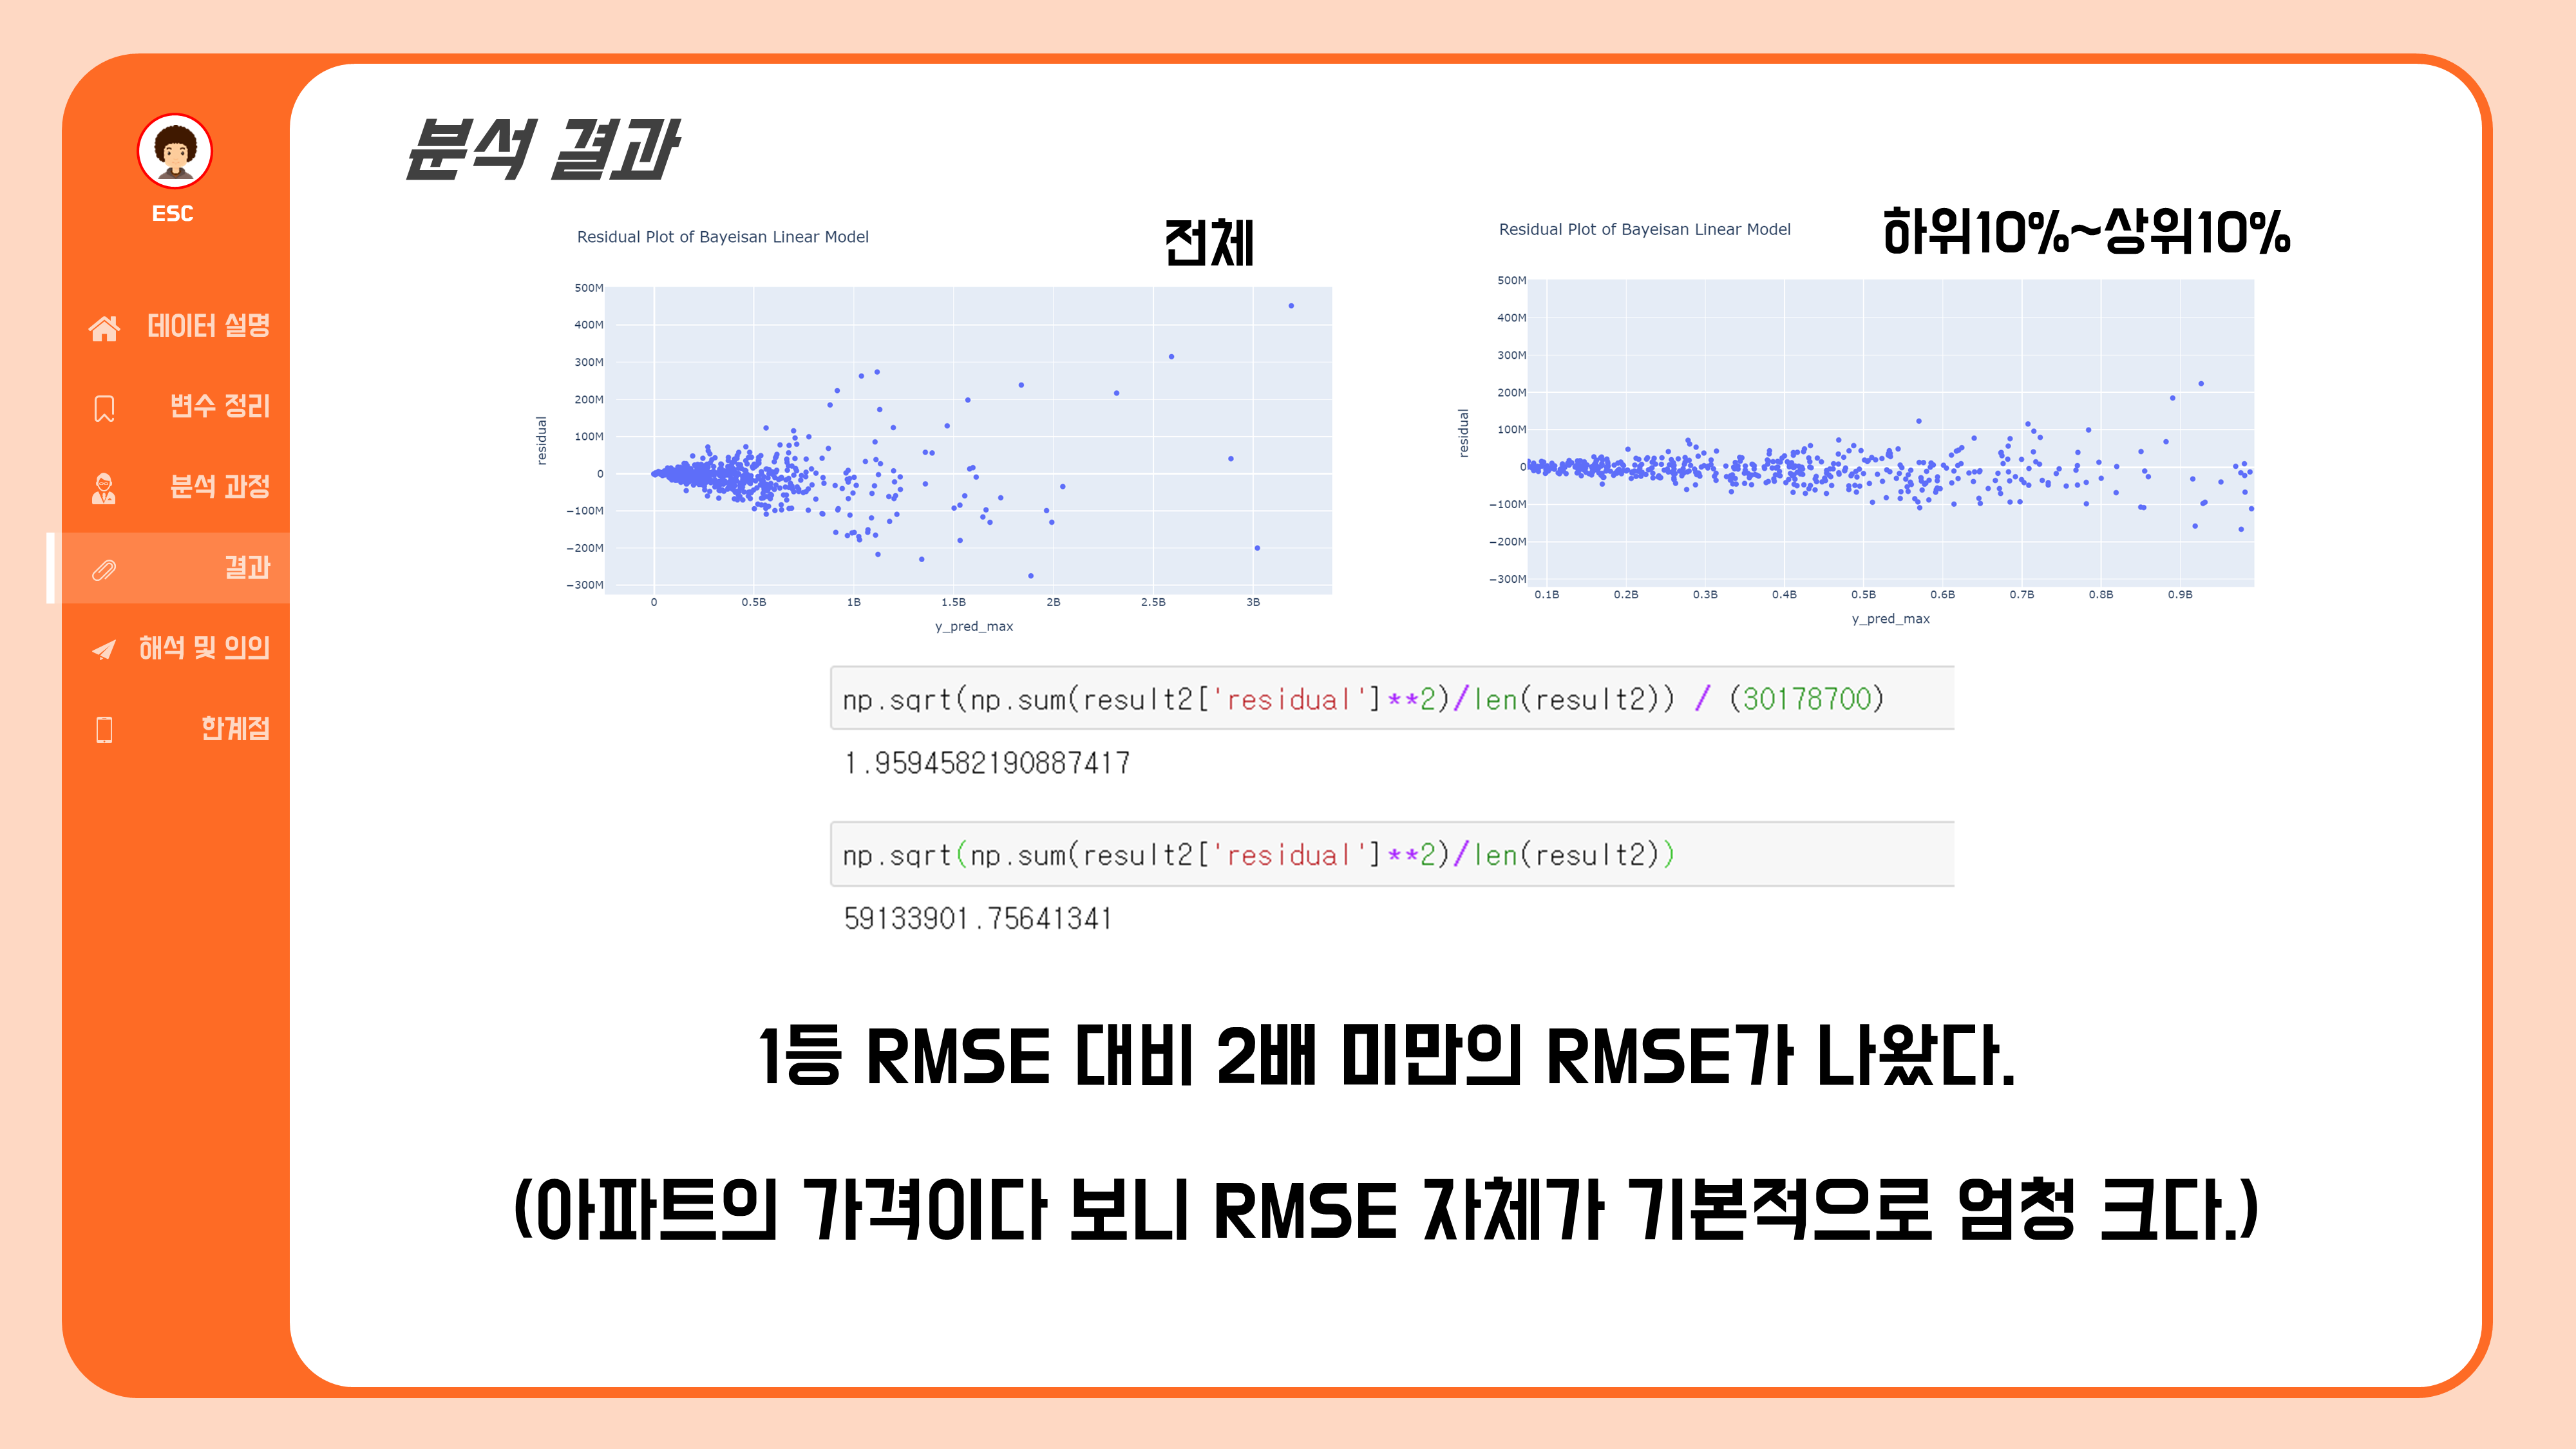 ESC
데이터 설명
변수 정리
분석 과정
결과
해석 및 의의
한계점
분석 결과
Residual Plot of Bayeisan Linear Model
전체
500M
400M
300M
200M
100M
0
−100M
−200M
−300M
residual
0
0.5B
1B
1.5B
2B
2.5B
3B
y_pred_max
Residual Plot of Bayeisan Linear Model
하위10%~상위10%
500M
400M
300M
200M
100M
0
−100M
−200M
−300M
residual
0.1B
0.2B
0.3B
0.4B
0.5B
0.6B
0.7B
0.8B
0.9B
y_pred_max
np.sqrt(np.sum(result2['residual']**2)/len(result2)) / (30178700)
1.9594582190887417
np.sqrt(np.sum(result2['residual']**2)/len(result2))
59133901.75641341
1등 RMSE 대비 2배 미만의 RMSE가 나왔다.
(아파트의 가격이다 보니 RMSE 자체가 기본적으로 엄청 크다.)